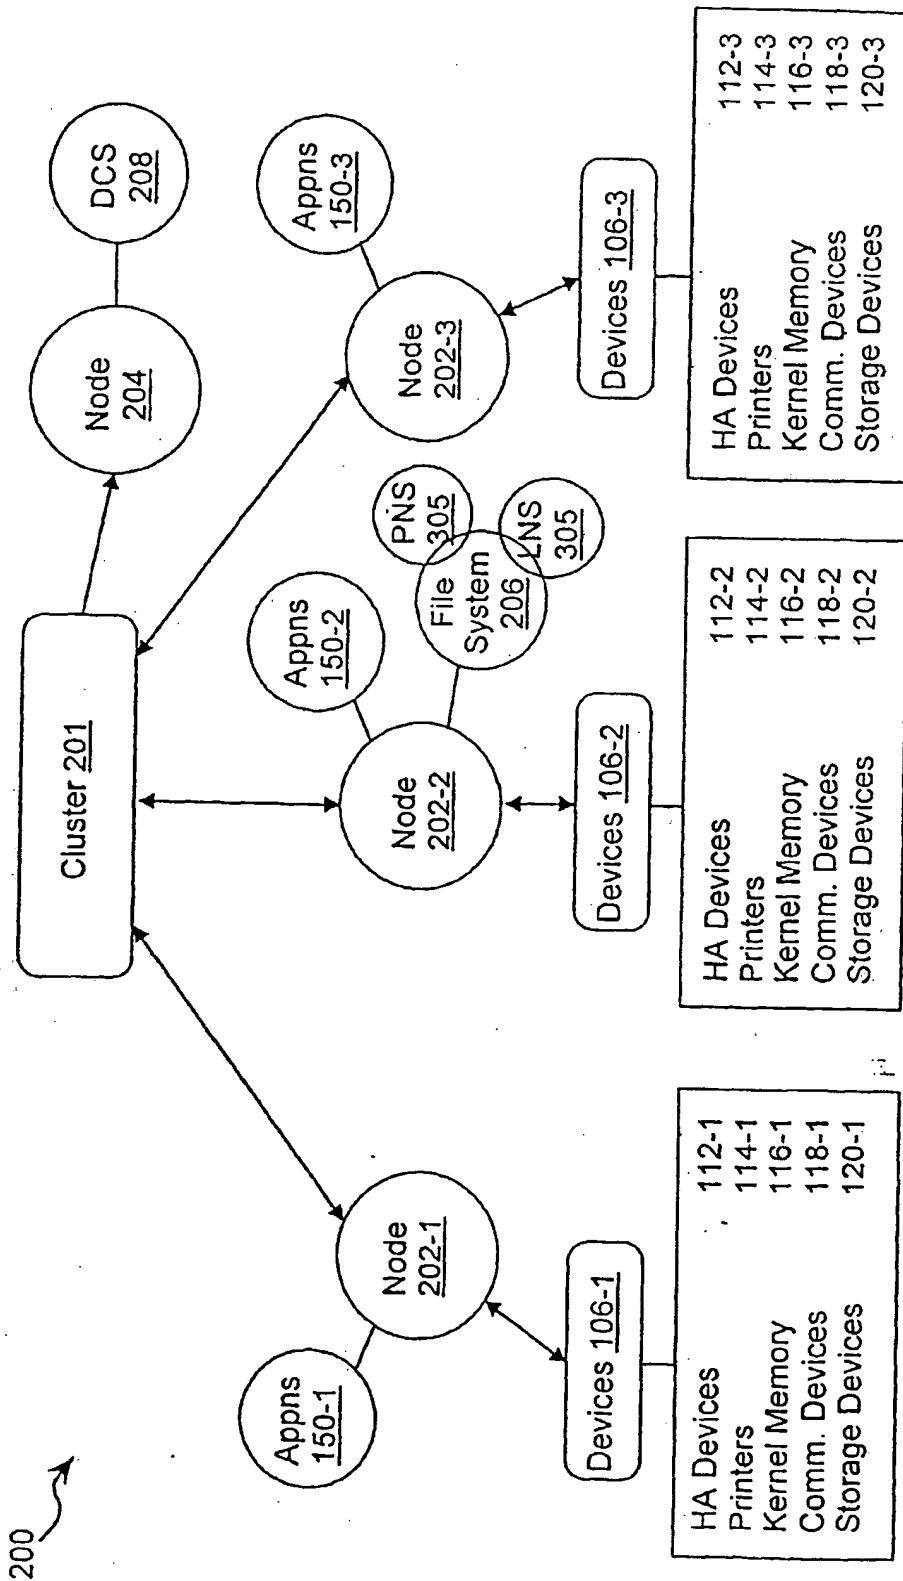 200
Cluster 201
Node
204
DCS
208
Appns
150-1
Node
202-1
Appns
150-2
Node
202-2
File
System
206
PNS
305
LNS
305
Appns
150-3
Node
202-3
Devices 106-1
Devices 106-2
Devices 106-3
HA Devices 112-1
Printers 114-1
Kernel Memory 116-1
Comm. Devices 118-1
Storage Devices 120-1
HA Devices 112-2
Printers 114-2
Kernel Memory 116-2
Comm. Devices 118-2
Storage Devices 120-2
HA Devices 112-3
Printers 114-3
Kernel Memory 116-3
Comm. Devices 118-3
Storage Devices 120-3